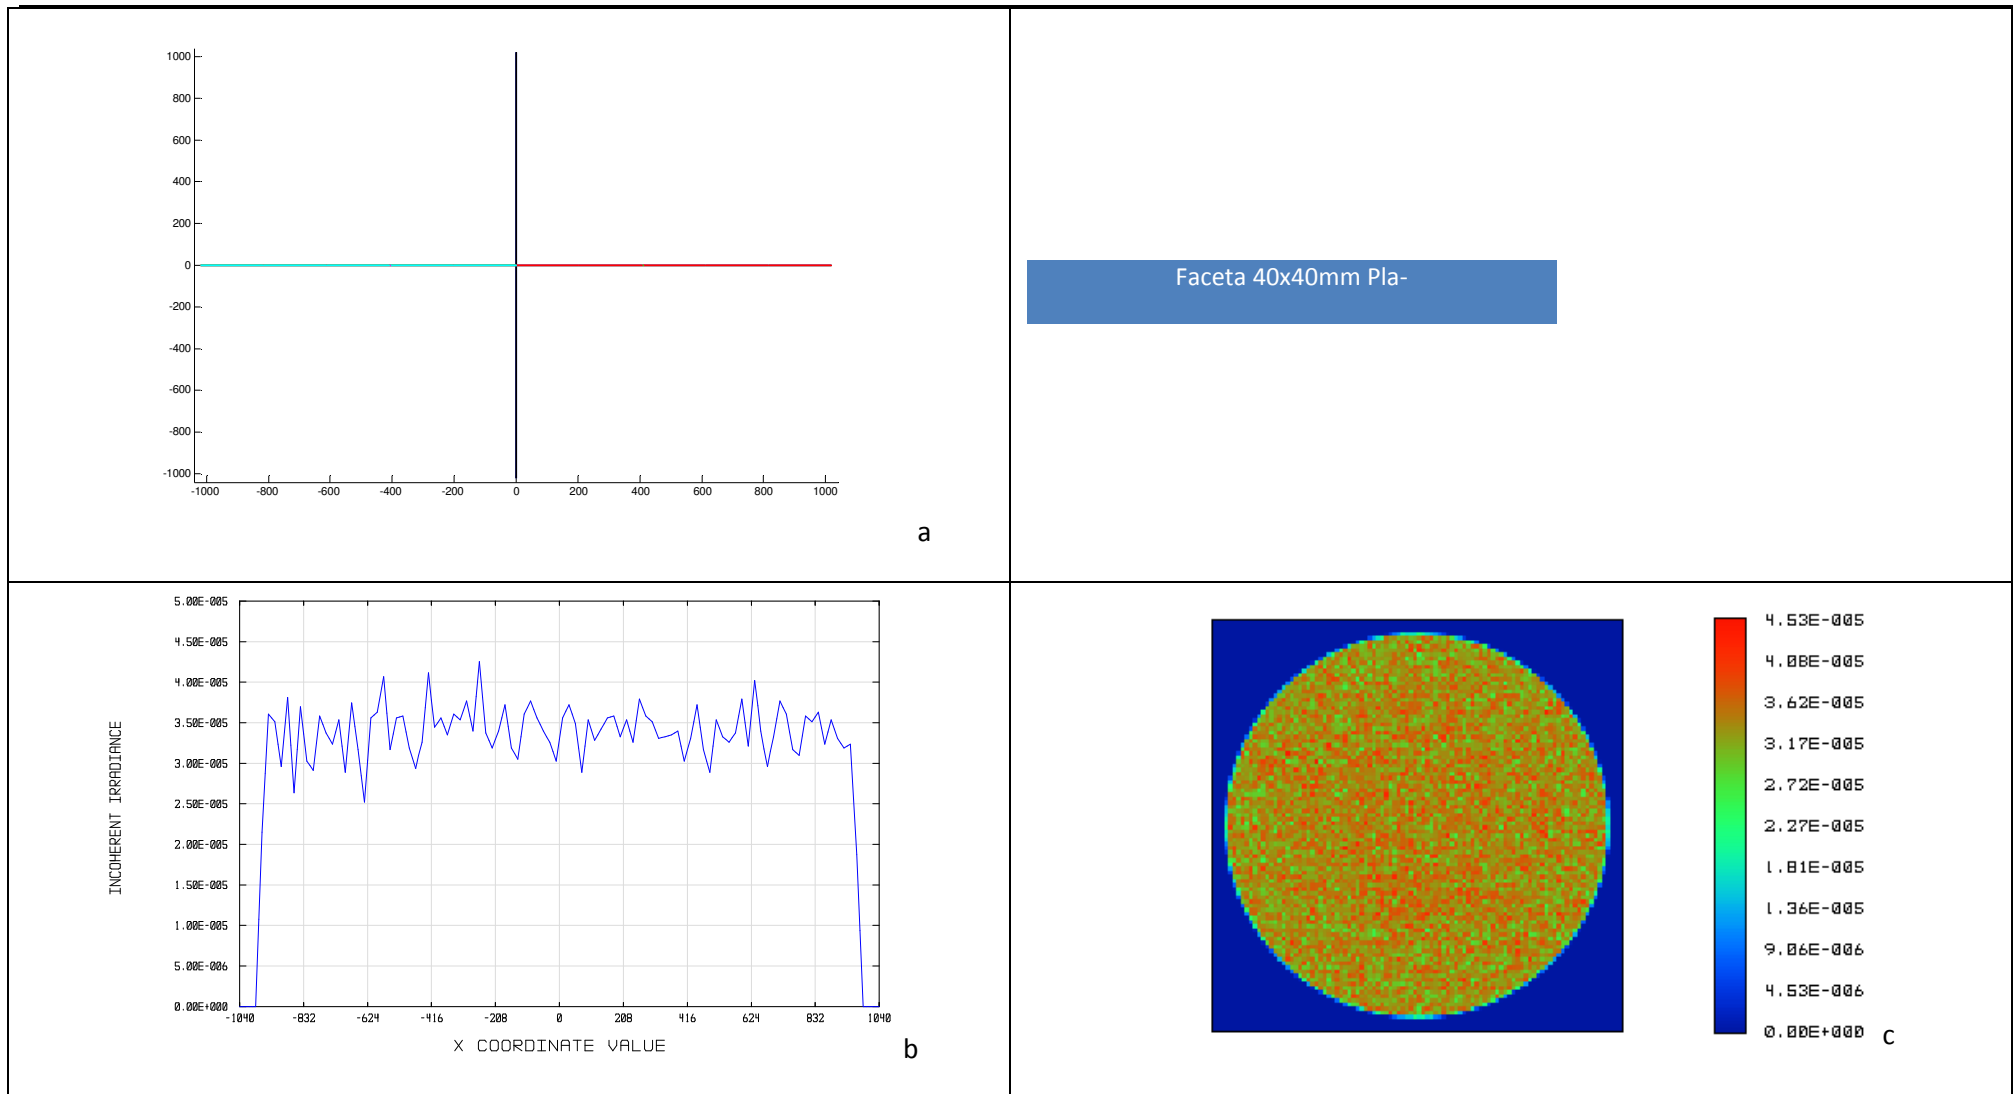 1000
800
600
400
200
0
-200
-400
-600
-800
-1000
-1000 -800 -600 -400 -200 0 200 400 600 800 1000
a
Faceta 40x40mm Pla-
5.00E-005
4.50E-005
4.00E-005
3.50E-005
3.00E-005
2.50E-005
2.00E-005
1.50E-005
1.00E-005
5.00E-006
0.00E+000
INCOHERENT IRRADIANCE
-1040 -832 -624 -416 -208 0 208 416 624 832 1040
X COORDINATE VALUE
b
4.53E-005
4.08E-005
3.62E-005
3.17E-005
2.72E-005
2.27E-005
1.81E-005
1.36E-005
9.06E-006
4.53E-006
0.00E+000
c